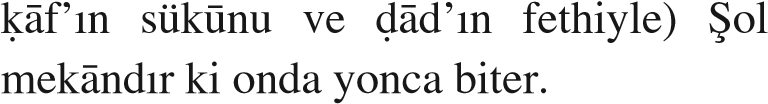 ḳāf’ın sükūnu ve ḍād’ın fethiyle) Şol
mekāndır ki onda yonca biter.